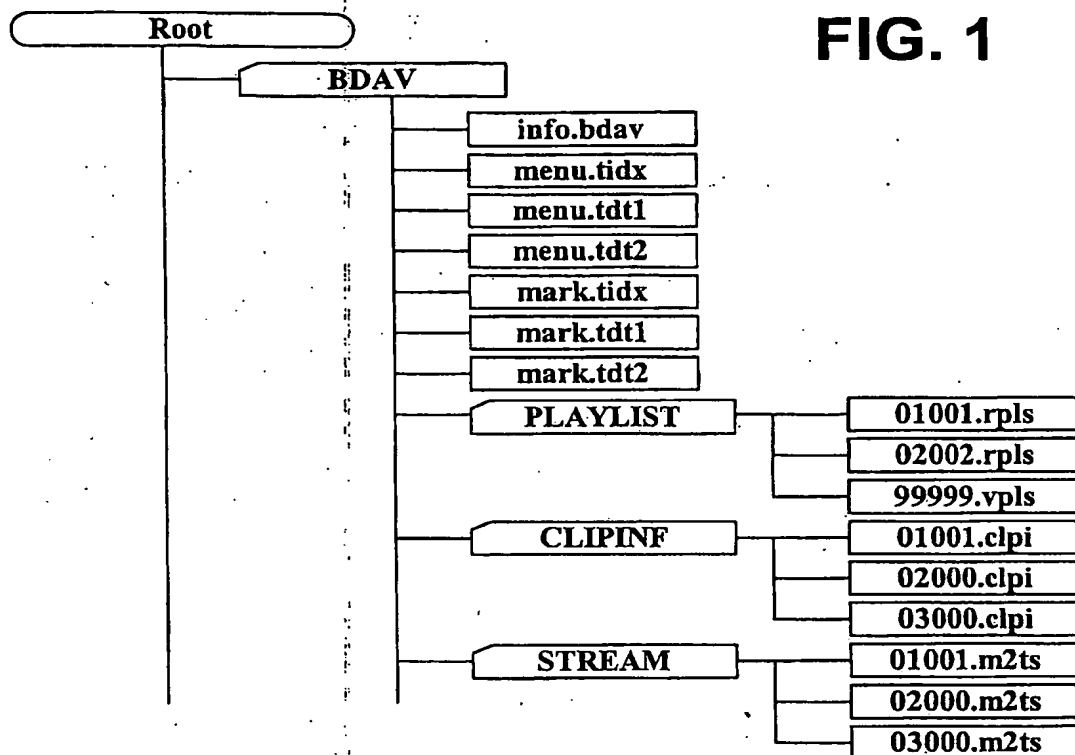 FIG. 1
Root
BDAV
info.bdav
menu.tidx
menu.tdt1
menu.tdt2
mark.tidx
mark.tdt1
mark.tdt2
PLAYLIST
01001.rpls
02002.rpls
99999.vpls
CLIPINF
01001.clpi
02000.clpi
03000.clpi
STREAM
01001.m2ts
02000.m2ts
03000.m2ts